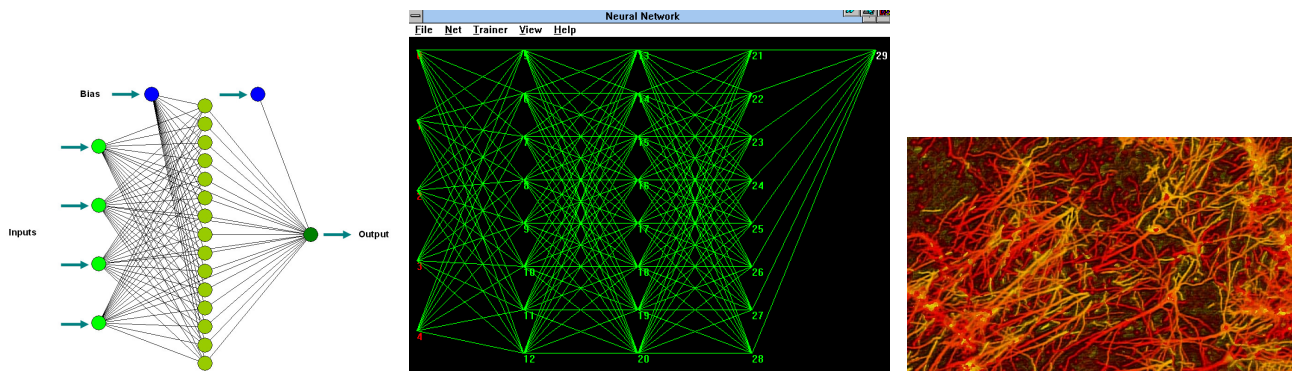 Bias
Inputs
Output
Neural Network
File Net Trainer View Help
5 13 21 29
6 14 22
1
7 15 23
8 16 24
2
9 17 25
3
10 18 26
11 19 27
4
12 20 28